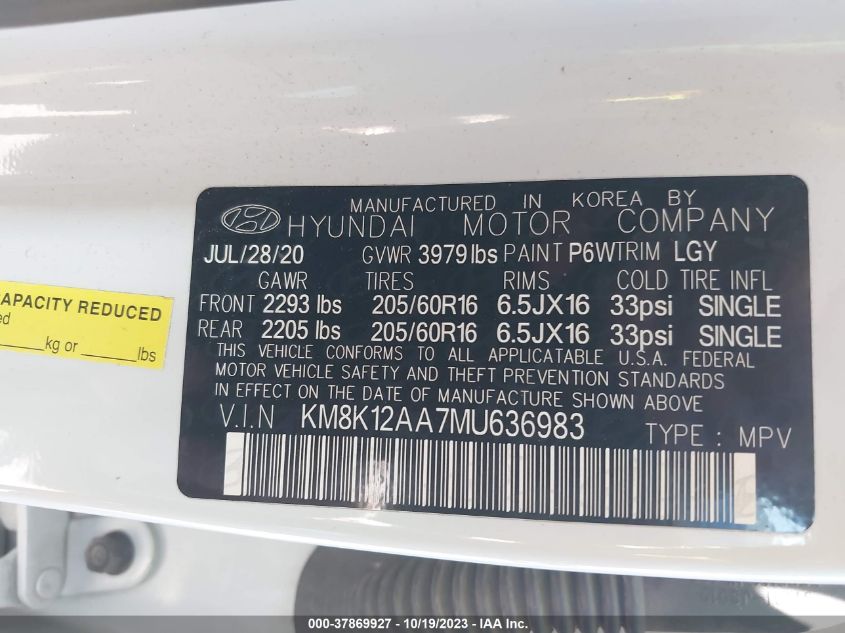 MANUFACTURED IN KOREA BY
HYUNDAI MOTOR COMPANY
JUL/28/20 GVWR 3979 lbs PAINT P6W TRIM LGY
GAWR TIRES RIMS COLD TIRE INFL
FRONT 2293 lbs 205/60R16 6.5JX16 33psi SINGLE
REAR 2205 lbs 205/60R16 6.5JX16 33psi SINGLE
THIS VEHICLE CONFORMS TO ALL APPLICABLE U.S.A. FEDERAL
MOTOR VEHICLE SAFETY AND THEFT PREVENTION STANDARDS
IN EFFECT ON THE DATE OF MANUFACTURE SHOWN ABOVE
V.I.N KM8K12AA7MU636983 TYPE : MPV
CAPACITY REDUCED
kg or lbs
000-37869927 - 10/19/2023 - IAA Inc.